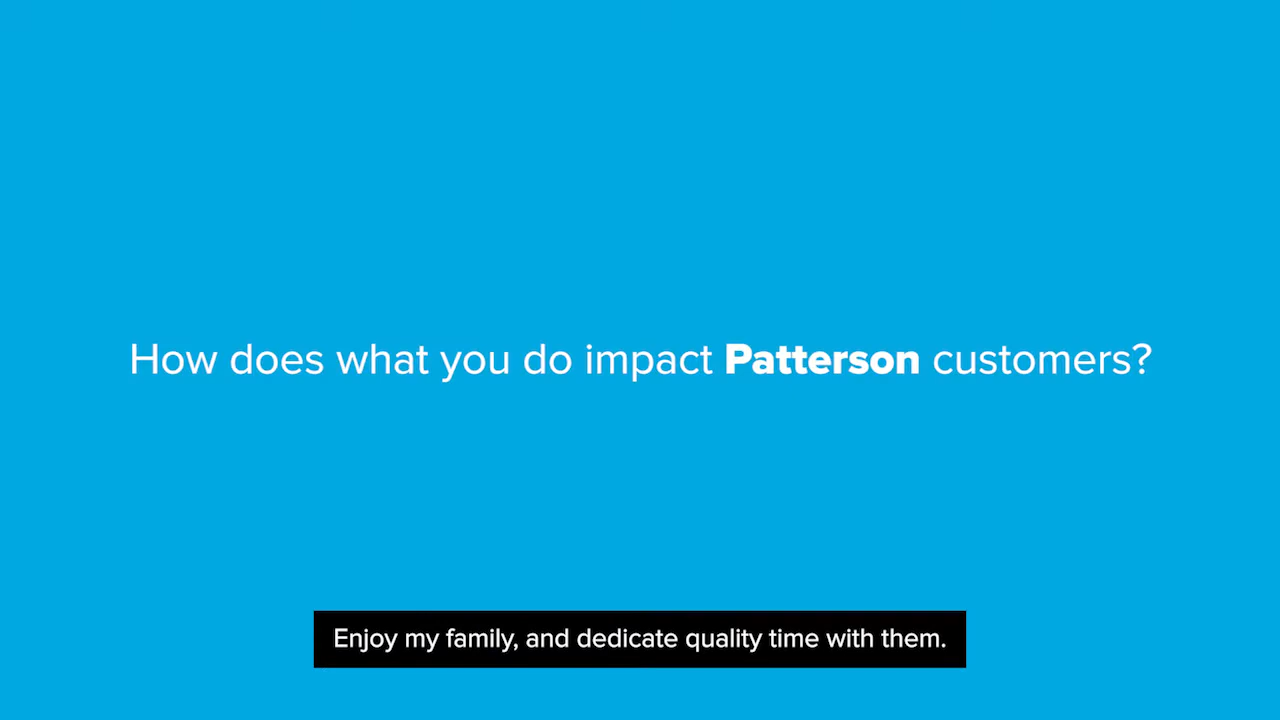 How does what you do impact Patterson customers?
Enjoy my family, and dedicate quality time with them.